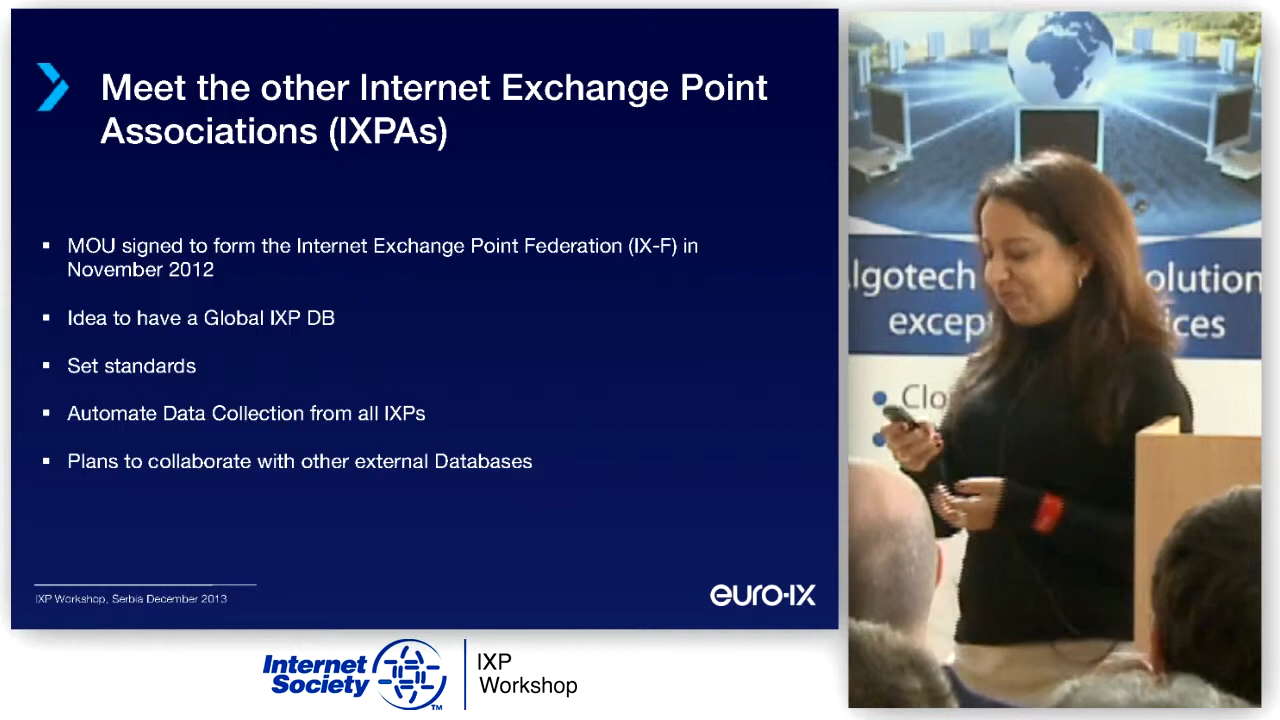 Meet the other Internet Exchange Point
Associations (IXPAs)
▪ MOU signed to form the Internet Exchange Point Federation (IX-F) in
November 2012
▪ Idea to have a Global IXP DB
▪ Set standards
▪ Automate Data Collection from all IXPs
▪ Plans to collaborate with other external Databases
IXP Workshop, Serbia December 2013
euro-ix
Internet
Society
TM
IXP
Workshop
lgotech olution
excep ices
Clo